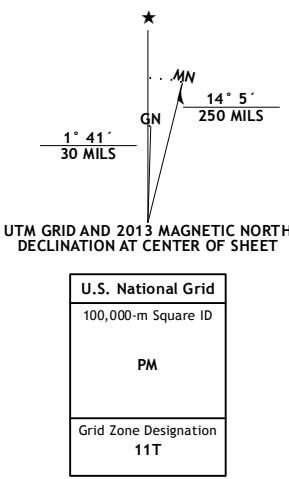 ★
MN
GN
14° 5´
250 MILS
1° 41´
30 MILS
UTM GRID AND 2013 MAGNETIC NORTH
DECLINATION AT CENTER OF SHEET
U.S. National Grid
100,000-m Square ID
PM
Grid Zone Designation
11T